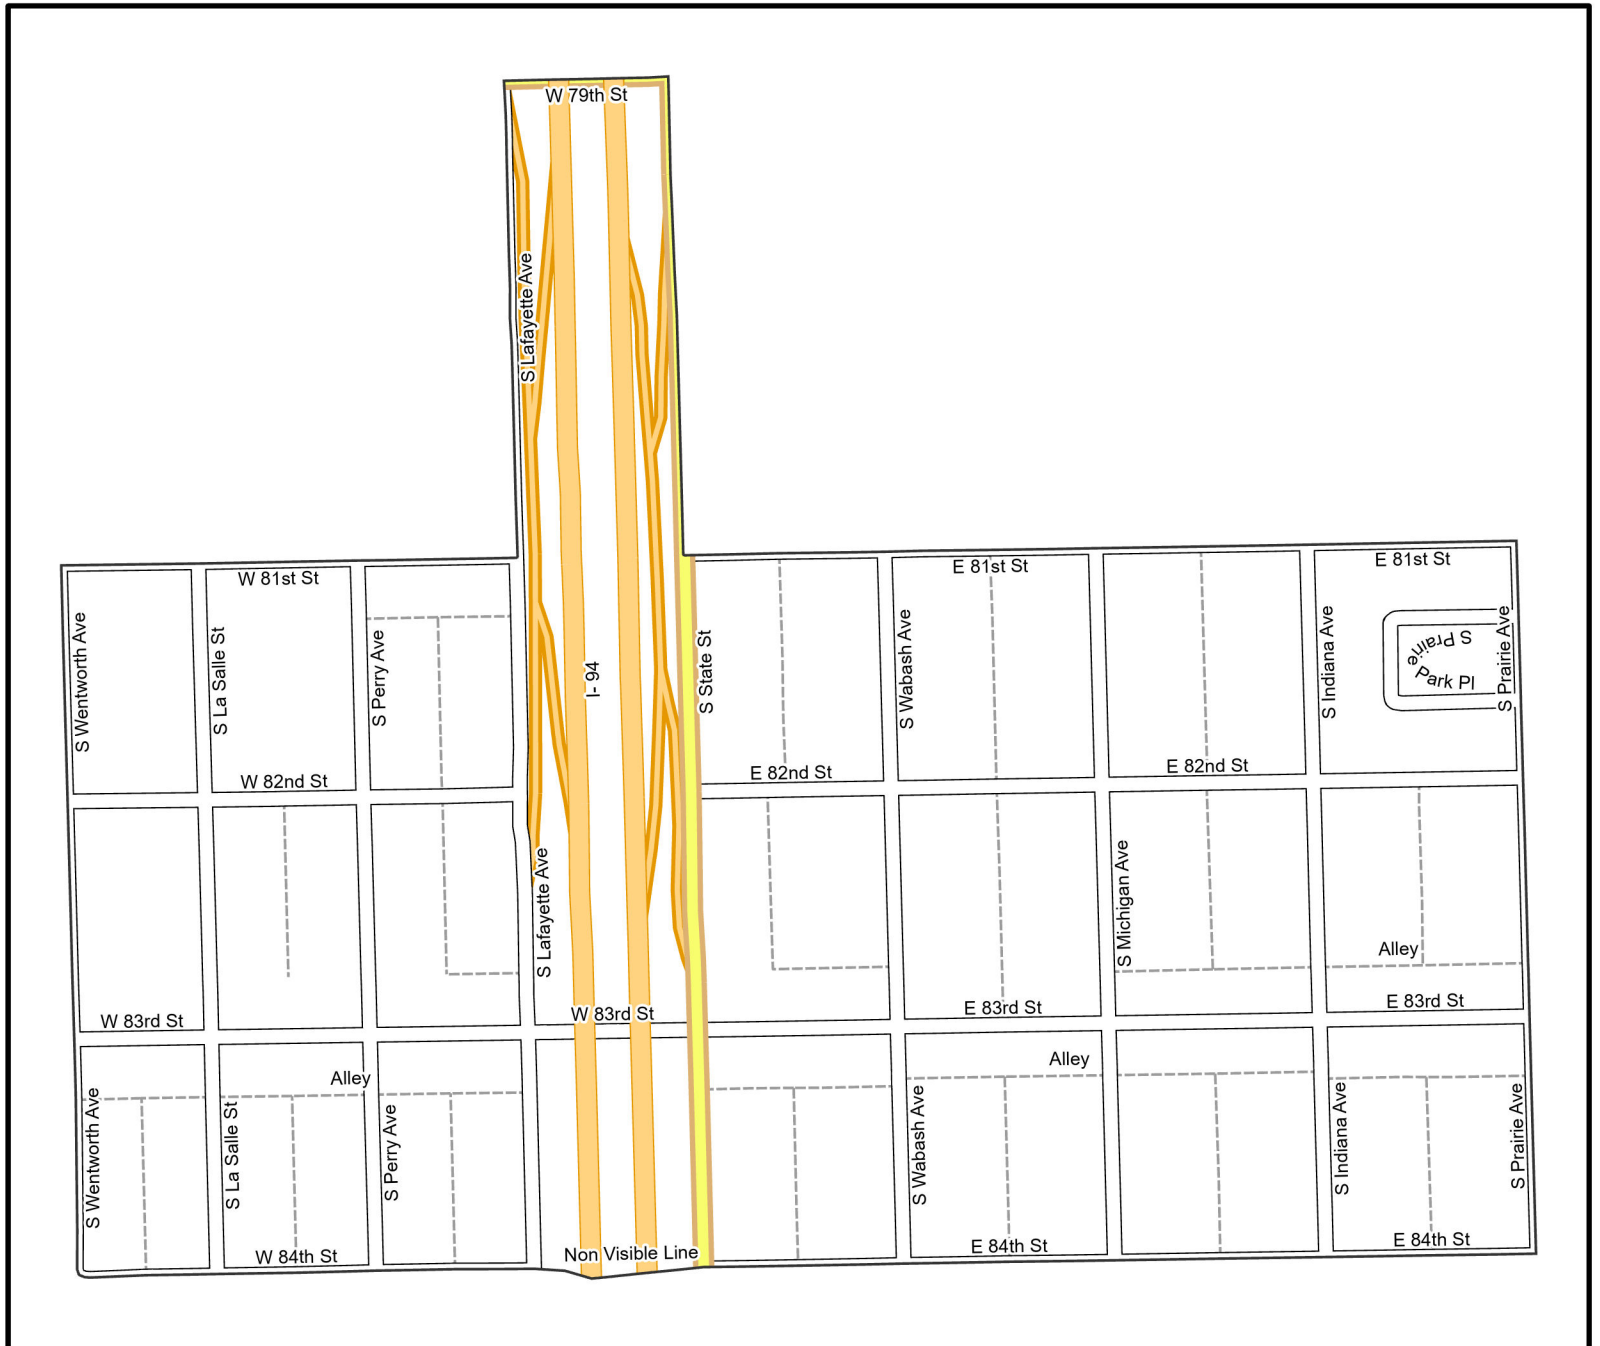 W 79th St
S Lafayette Ave
W 81st St
E 81st St
E 81st St
S Wentworth Ave
S La Salle St
S Perry Ave
I- 94
S State St
S Wabash Ave
S Indiana Ave
S Prairie
Park Pl
S Prairie Ave
W 82nd St
E 82nd St
E 82nd St
S Lafayette Ave
S Michigan Ave
Alley
W 83rd St
W 83rd St
E 83rd St
E 83rd St
Alley
Alley
S Wentworth Ave
S La Salle St
S Perry Ave
S Wabash Ave
S Indiana Ave
S Prairie Ave
W 84th St
Non Visible Line
E 84th St
E 84th St